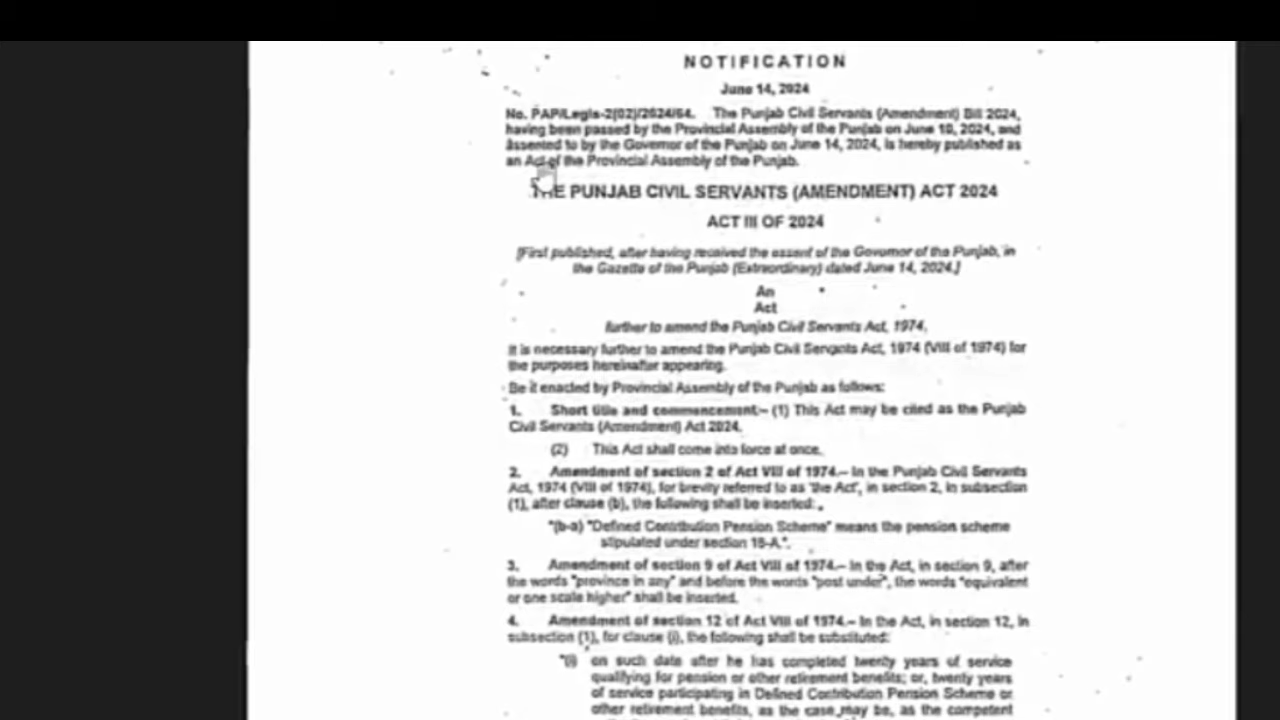 NOTIFICATION
June 14, 2024
No. PAP/Legis-2(02)/2024/64. The Punjab Civil Servants (Amendment) Bill 2024,
having been passed by the Provincial Assembly of the Punjab on June 10, 2024, and
assented to by the Governor of the Punjab on June 14, 2024, is hereby published as
an Act of the Provincial Assembly of the Punjab.
THE PUNJAB CIVIL SERVANTS (AMENDMENT) ACT 2024
ACT III OF 2024
[First published, after having received the assent of the Governor of the Punjab, in
the Gazette of the Punjab (Extraordinary) dated June 14, 2024.]
An
Act
further to amend the Punjab Civil Servants Act, 1974.
It is necessary further to amend the Punjab Civil Servants Act, 1974 (VIII of 1974) for
the purposes hereinafter appearing.
Be it enacted by Provincial Assembly of the Punjab as follows:
1. Short title and commencement.– (1) This Act may be cited as the Punjab
Civil Servants (Amendment) Act 2024.
(2) This Act shall come into force at once.
2. Amendment of section 2 of Act VIII of 1974.– In the Punjab Civil Servants
Act, 1974 (VIII of 1974), for brevity referred to as 'the Act', in section 2, in subsection
(1), after clause (b), the following shall be inserted:
"(b-a) "Defined Contribution Pension Scheme" means the pension scheme
stipulated under section 18-A.".
3. Amendment of section 9 of Act VIII of 1974.– In the Act, in section 9, after
the words "province in any" and before the words "post under", the words "equivalent
or one scale higher" shall be inserted.
4. Amendment of section 12 of Act VIII of 1974.– In the Act, in section 12, in
subsection (1), for clause (i), the following shall be substituted:
"(i) on such date after he has completed twenty years of service
qualifying for pension or other retirement benefits; or, twenty years
of service participating in Defined Contribution Pension Scheme or
other retirement benefits, as the case may be, as the competent